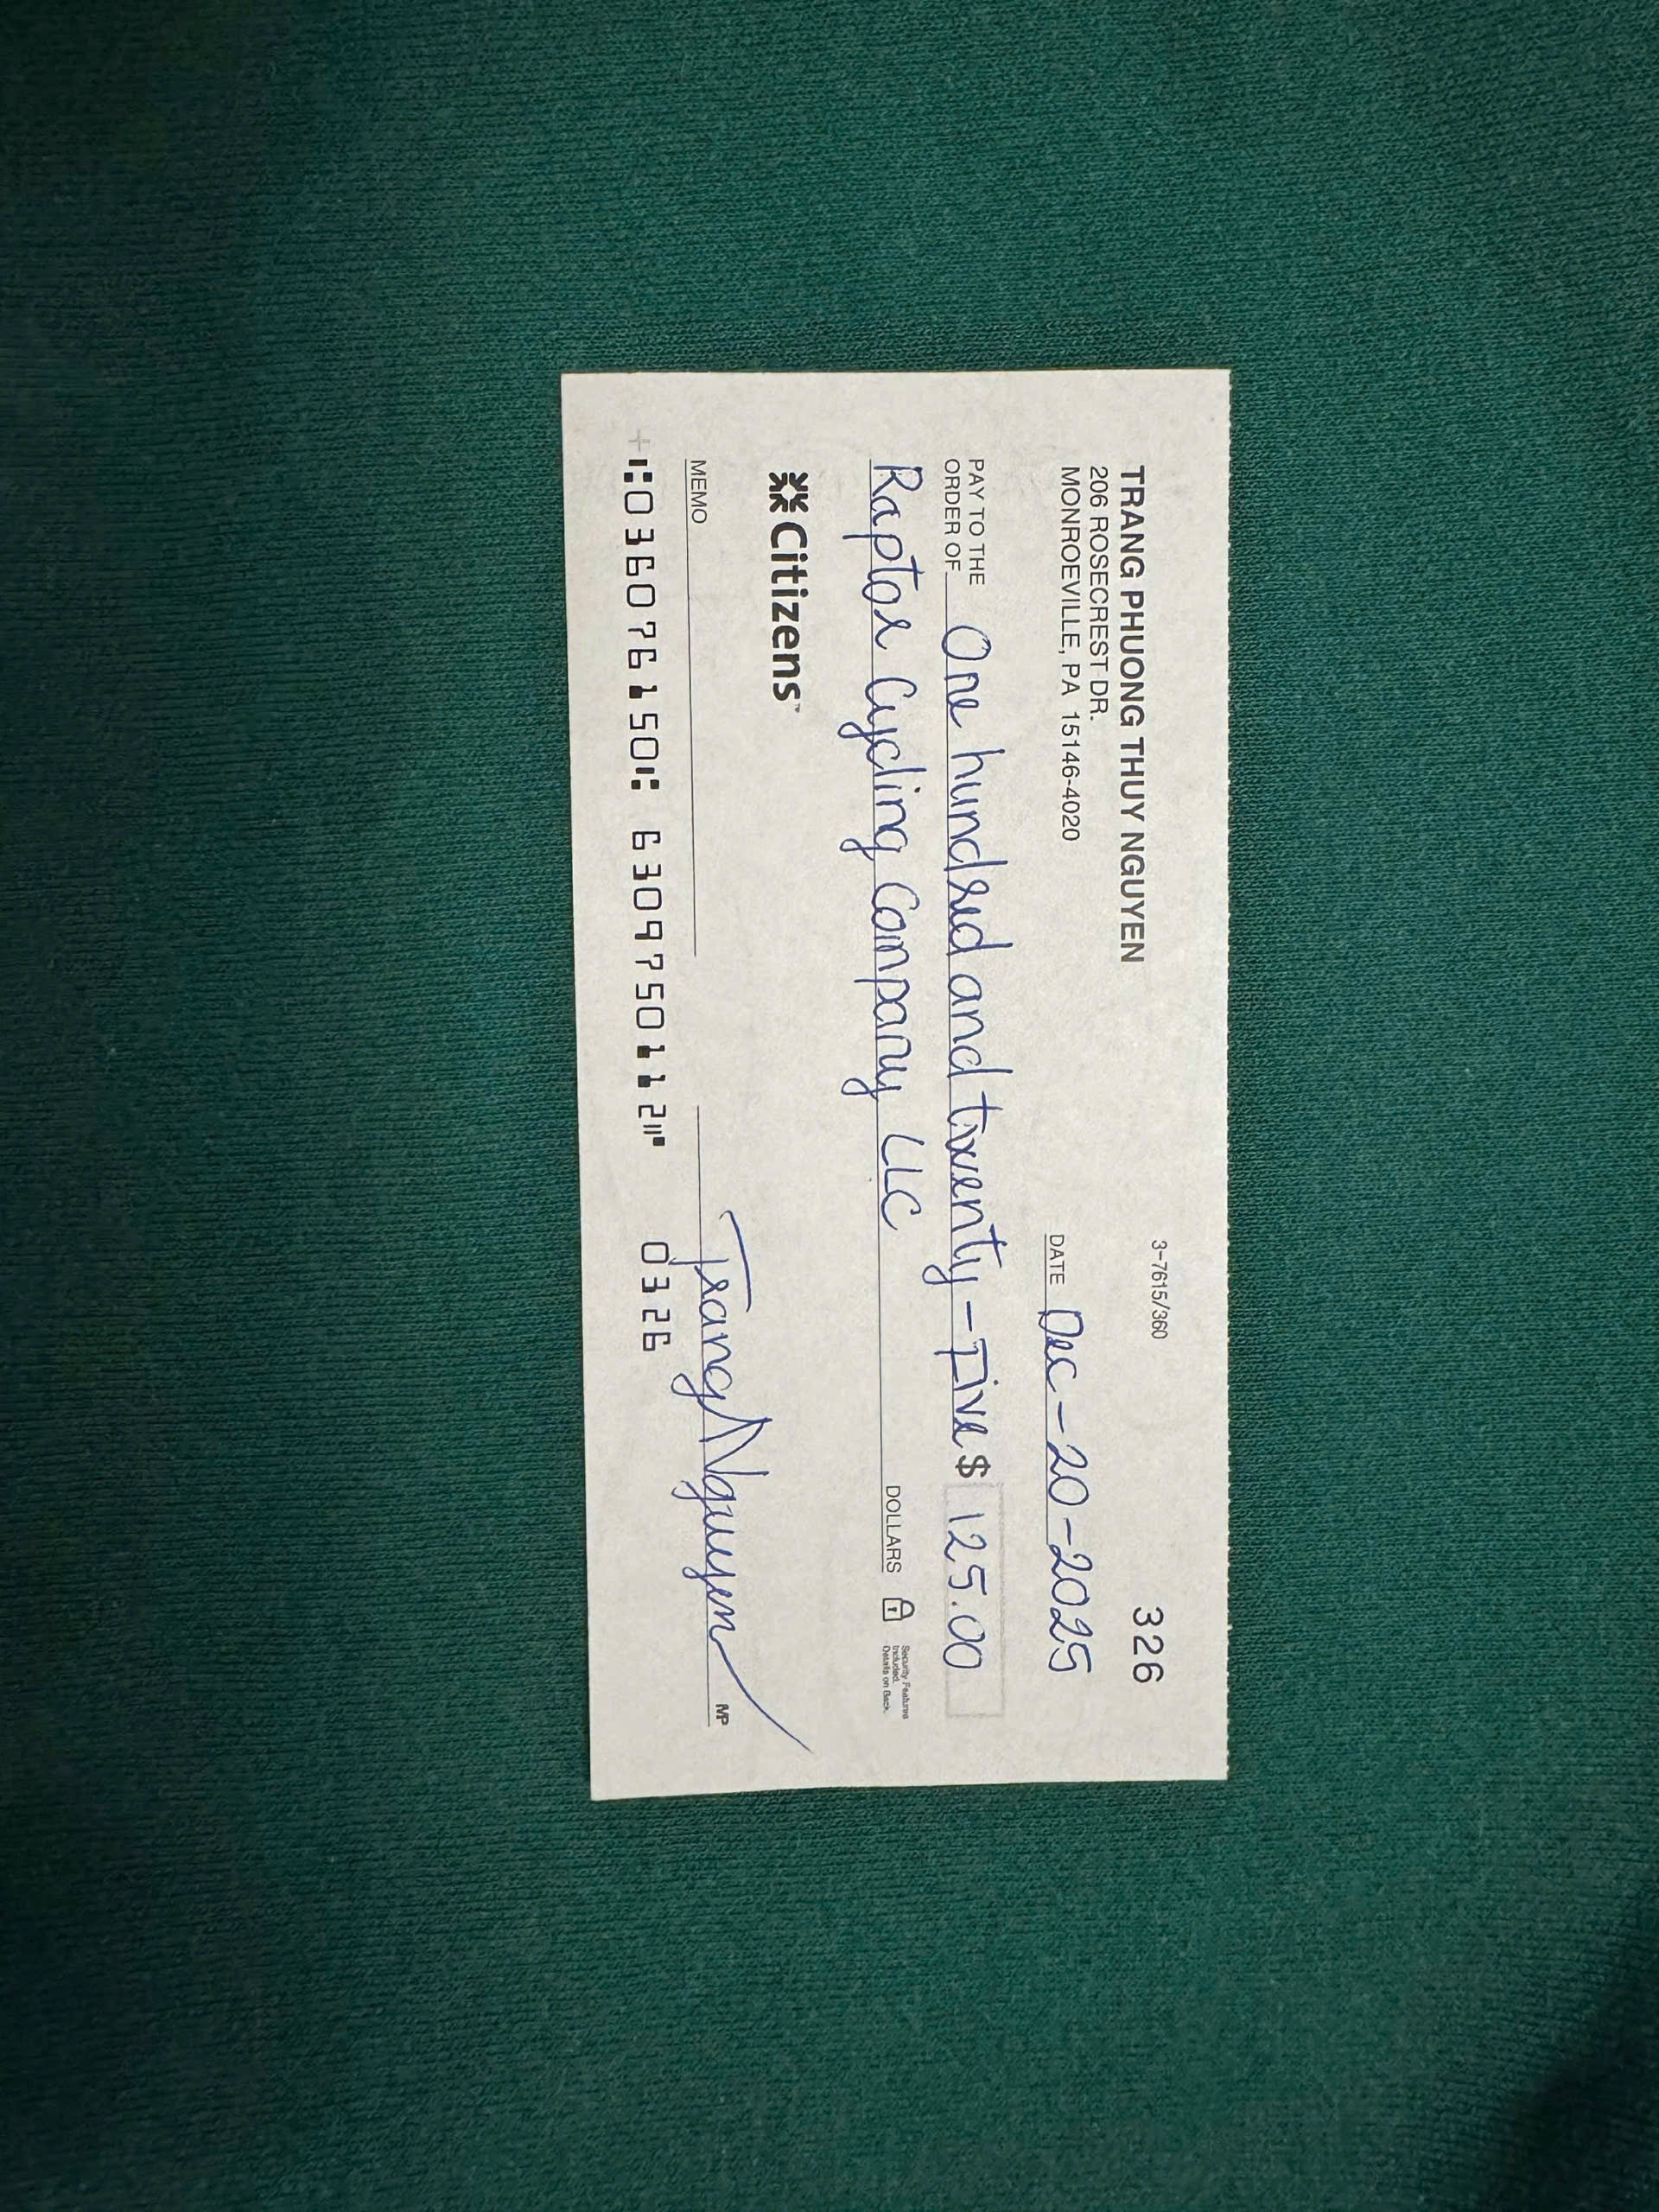 TRANG PHUONG THUY NGUYEN
206 ROSECREST DR.
MONROEVILLE, PA 15146-4020
3-7615/360
326
DATE Dec-20-2025
PAY TO THE
ORDER OF One hundred and twenty-Five $ 125.00
Raptor Cycling Company LLC DOLLARS
Security Features
Included.
Details on Back.
Citizens™
MEMO
Trang Nguyen MP
⑆036076150⑆ 6309750112⑈ 0326